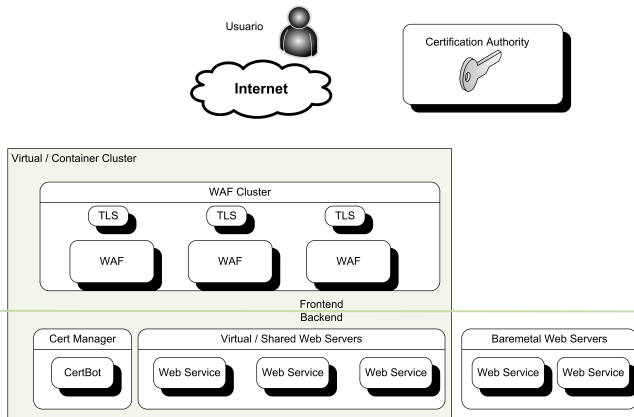 Usuario
Certification Authority
Internet
Virtual / Container Cluster
WAF Cluster
TLS
TLS
TLS
WAF
WAF
WAF
Frontend
Backend
Cert Manager
Virtual / Shared Web Servers
Baremetal Web Servers
CertBot
Web Service
Web Service
Web Service
Web Service
Web Service